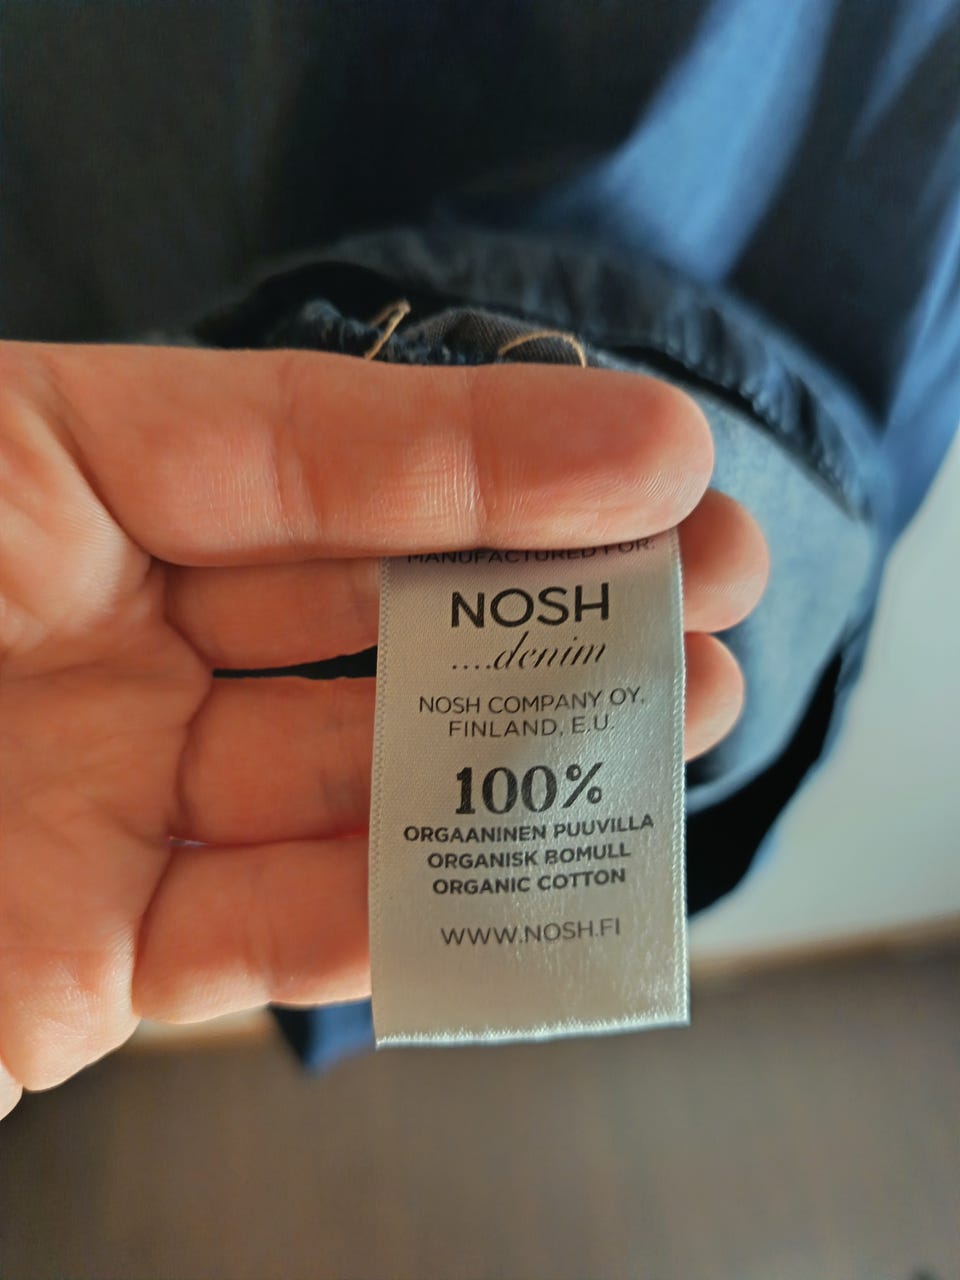 MANUFACTURED FOR:
NOSH
....denim
NOSH COMPANY OY,
FINLAND, E.U.
100%
ORGAANINEN PUUVILLA
ORGANISK BOMULL
ORGANIC COTTON
WWW.NOSH.FI